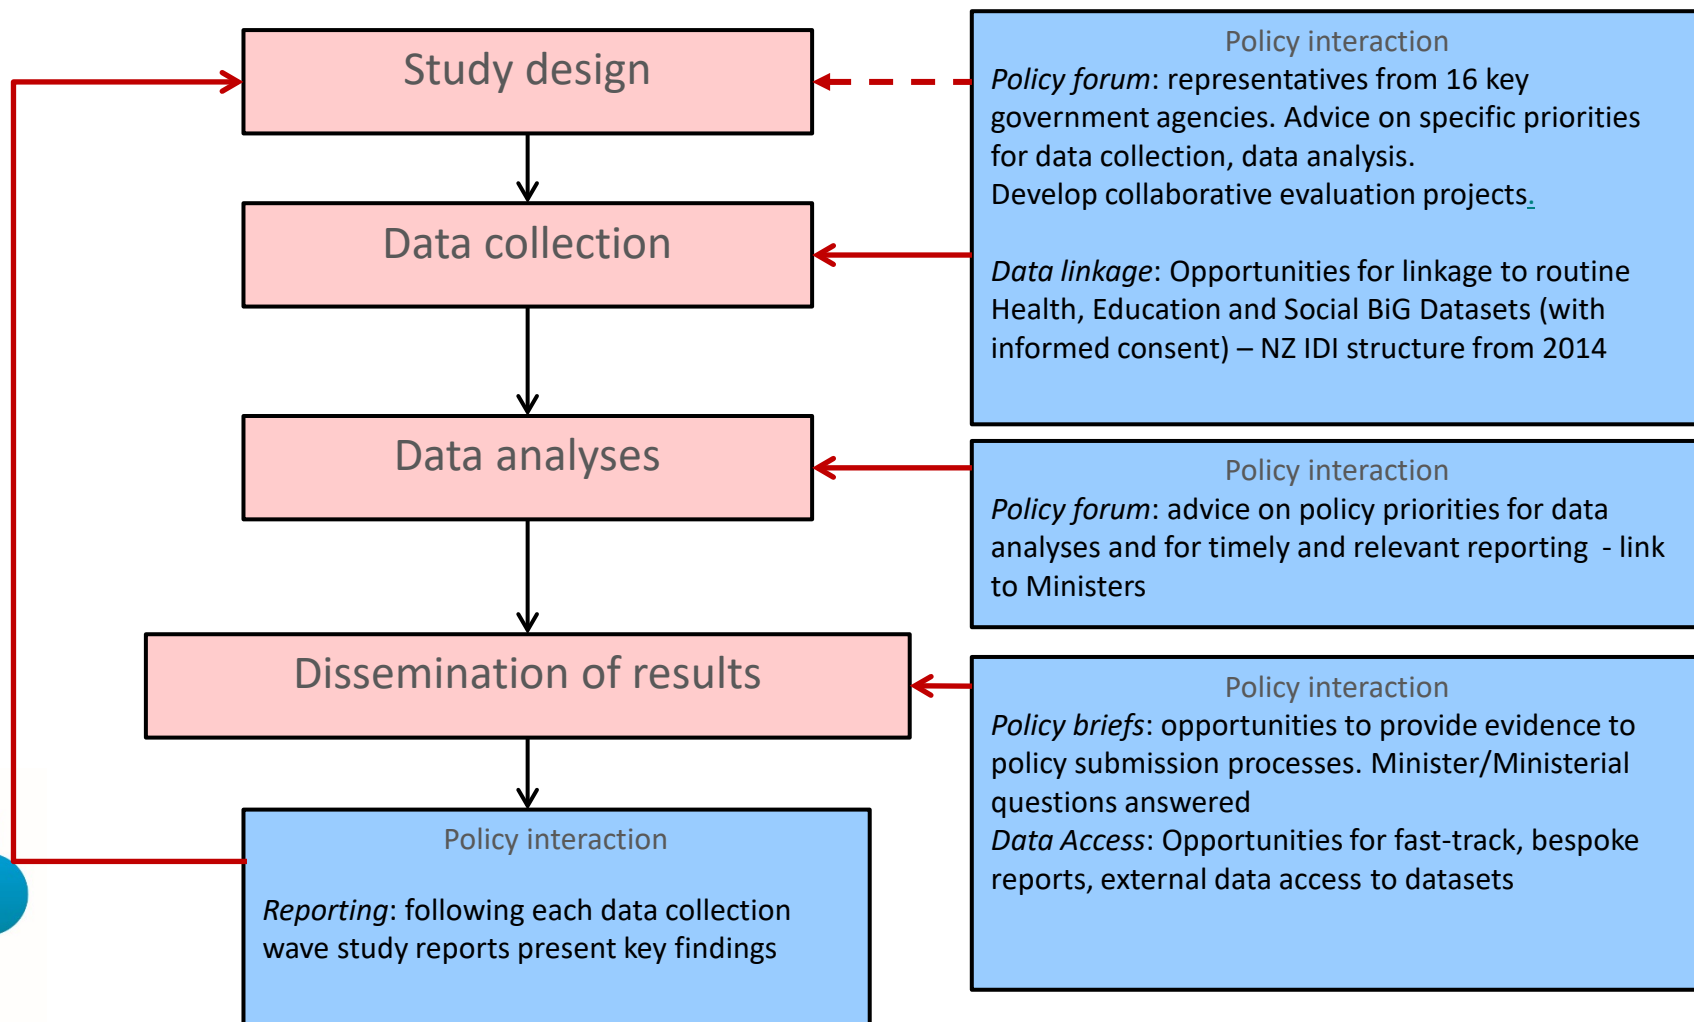 Study design
Data collection
Data analyses
Dissemination of results
Policy interaction
Reporting: following each data collection
wave study reports present key findings
Policy interaction
Policy forum: representatives from 16 key
government agencies. Advice on specific priorities
for data collection, data analysis.
Develop collaborative evaluation projects.
Data linkage: Opportunities for linkage to routine
Health, Education and Social BiG Datasets (with
informed consent) – NZ IDI structure from 2014
Policy interaction
Policy forum: advice on policy priorities for data
analyses and for timely and relevant reporting  - link
to Ministers
Policy interaction
Policy briefs: opportunities to provide evidence to
policy submission processes. Minister/Ministerial
questions answered
Data Access: Opportunities for fast-track, bespoke
reports, external data access to datasets